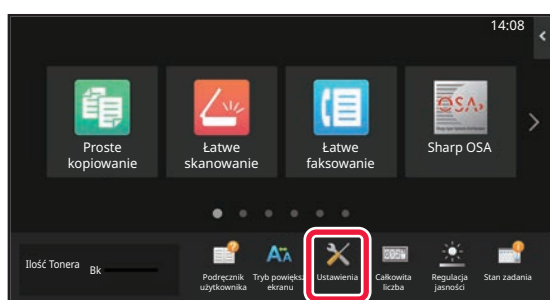 14:08
Proste
kopiowanie
Łatwe
skanowanie
Łatwe
faksowanie
OSA
Sharp OSA
Ilość Tonera
Bk
Podręcznik
użytkownika
Tryb powiększ
ekranu
Ustawienia
Całkowita
liczba
Regulacja
jasności
Stan zadania